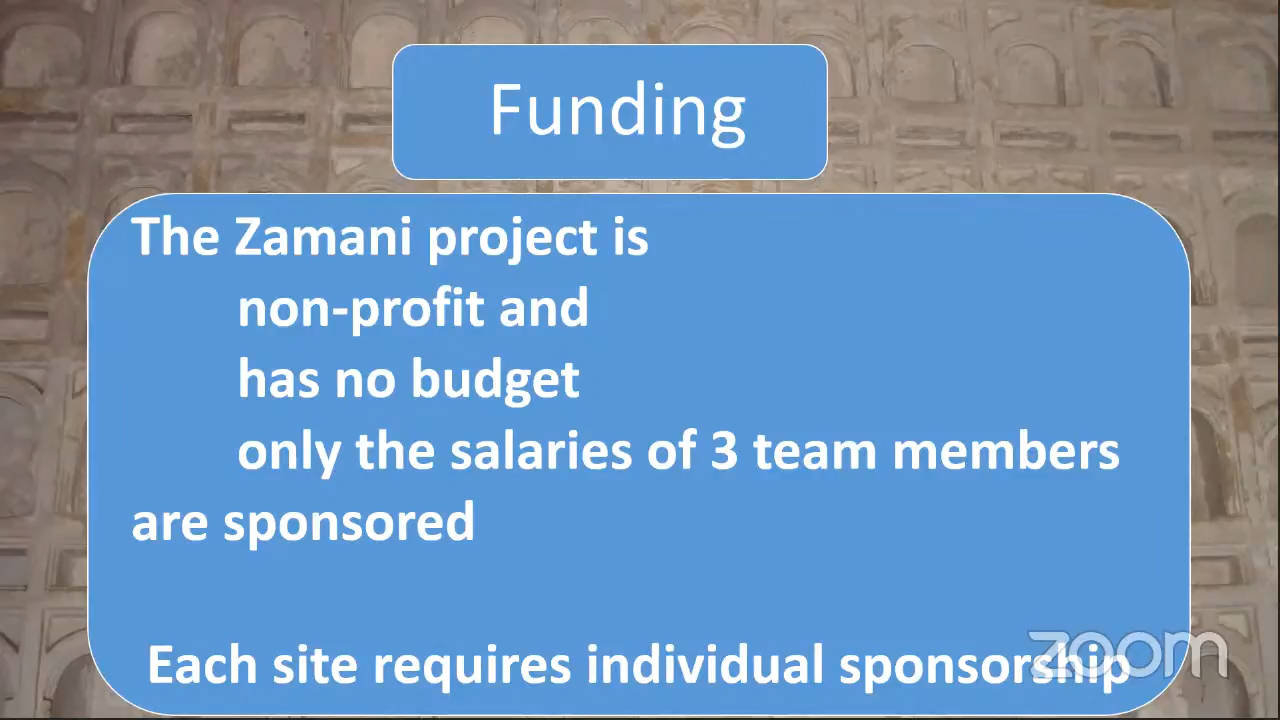 Funding
The Zamani project is
non-profit and
has no budget
only the salaries of 3 team members
are sponsored
Each site requires individual sponsorship
zoom